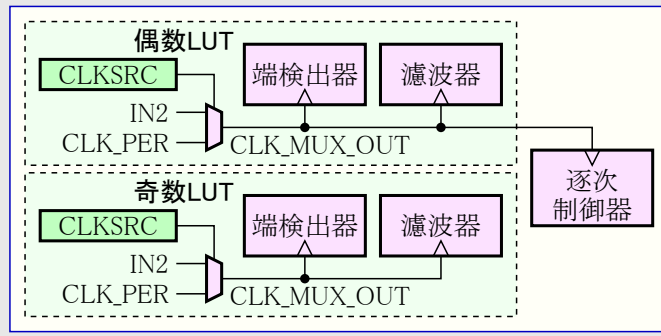 偶数LUT
CLKSRC
端検出器
濾波器
IN2
CLK_PER
CLK_MUX_OUT
逐次
制御器
奇数LUT
CLKSRC
端検出器
濾波器
IN2
CLK_PER
CLK_MUX_OUT